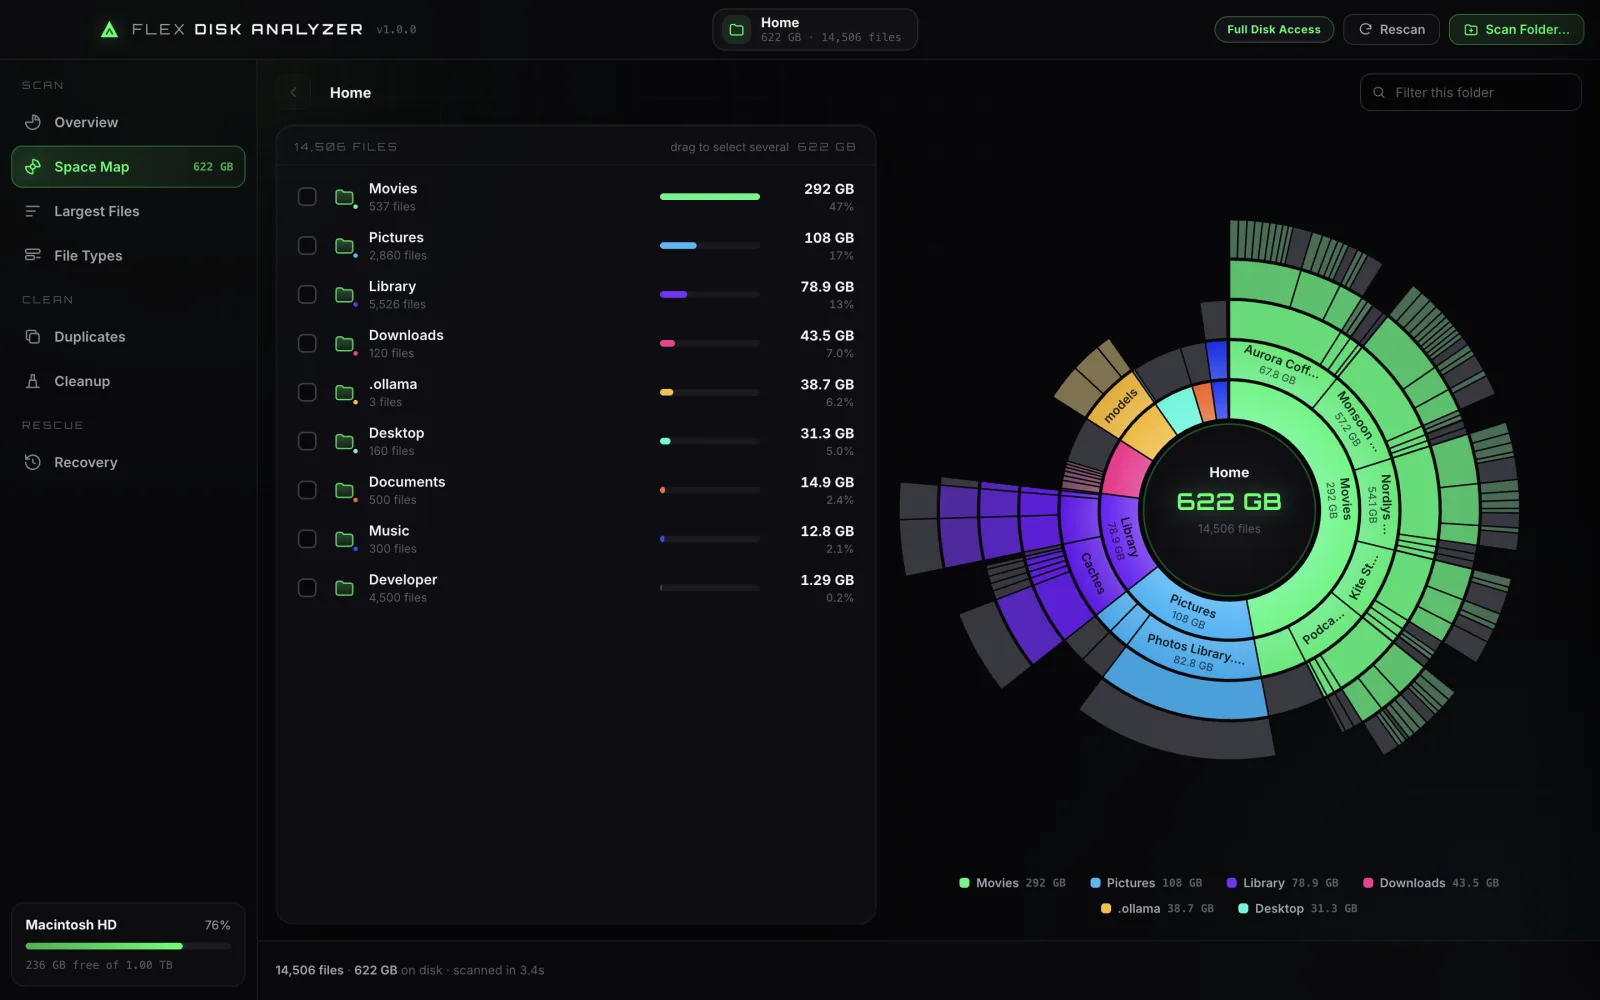 FLEX DISK ANALYZER v1.0.0
Home
622 GB · 14,506 files
Full Disk Access
Rescan
Scan Folder...
SCAN
Overview
Space Map 622 GB
Largest Files
File Types
CLEAN
Duplicates
Cleanup
RESCUE
Recovery
Macintosh HD 76%
236 GB free of 1.00 TB
Home
Filter this folder
14,506 FILES drag to select several 622 GB
Movies 292 GB
537 files 47%
Pictures 108 GB
2,860 files 17%
Library 78.9 GB
5,526 files 13%
Downloads 43.5 GB
120 files 7.0%
.ollama 38.7 GB
3 files 6.2%
Desktop 31.3 GB
160 files 5.0%
Documents 14.9 GB
500 files 2.4%
Music 12.8 GB
300 files 2.1%
Developer 1.29 GB
4,500 files 0.2%
Aurora Coff...
67.8 GB
Monsoon ...
57.2 GB
Nordlys ...
54.1 GB
Kite St...
Podca...
Movies
292 GB
Pictures
108 GB
Photos Library....
82.8 GB
Library
78.9 GB
Caches
models
Home
622 GB
14,506 files
Movies 292 GB
Pictures 108 GB
Library 78.9 GB
Downloads 43.5 GB
.ollama 38.7 GB
Desktop 31.3 GB
14,506 files · 622 GB on disk · scanned in 3.4s